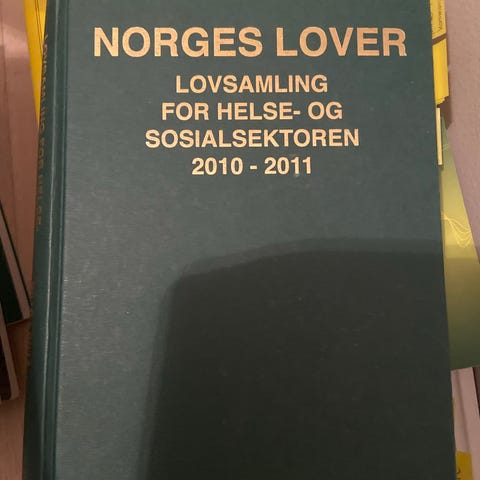 NORGES LOVER
LOVSAMLING
FOR HELSE- OG
SOSIALSEKTOREN
2010 - 2011